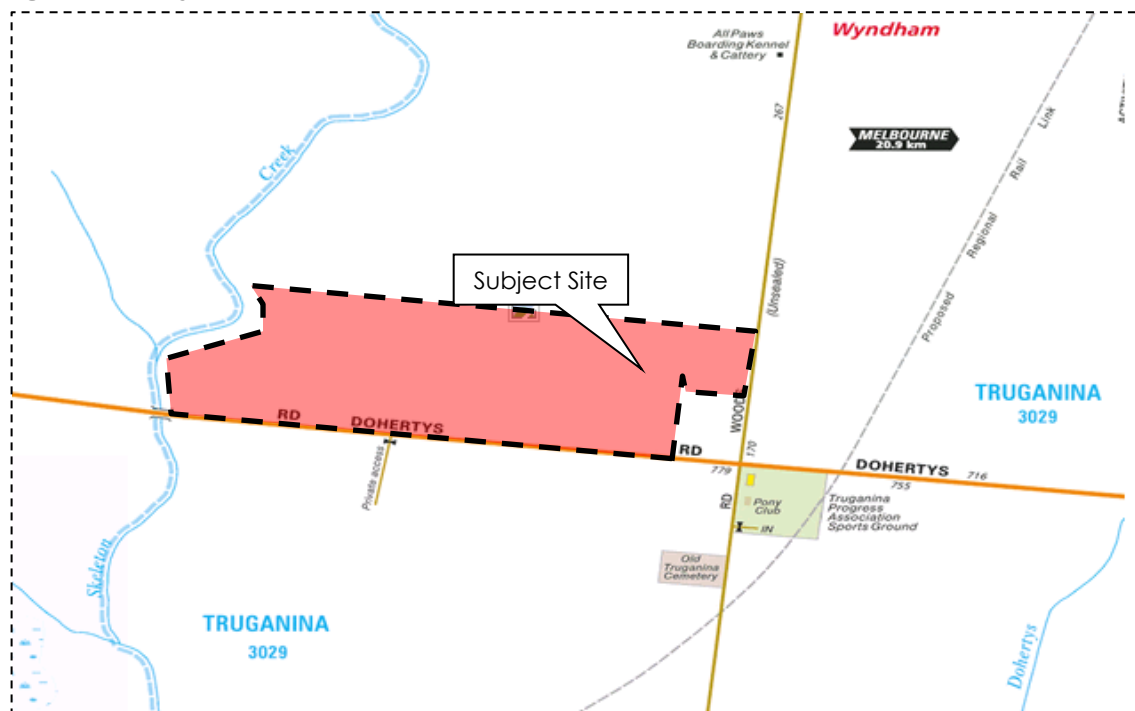 All Paws
Boarding Kennel
& Cattery
Wyndham
267
MELBOURNE
20.9 km
Link
Rail
Regional
Proposed
Creek
Subject Site
(Unsealed)
TRUGANINA
3029
WOODS
RD DOHERTYS
RD
170
779
DOHERTYS
716
755
Private access
RD
Pony
Club
IN
Truganina
Progress
Association
Sports Ground
Old
Truganina
Cemetery
Skeleton
TRUGANINA
3029
Dohertys